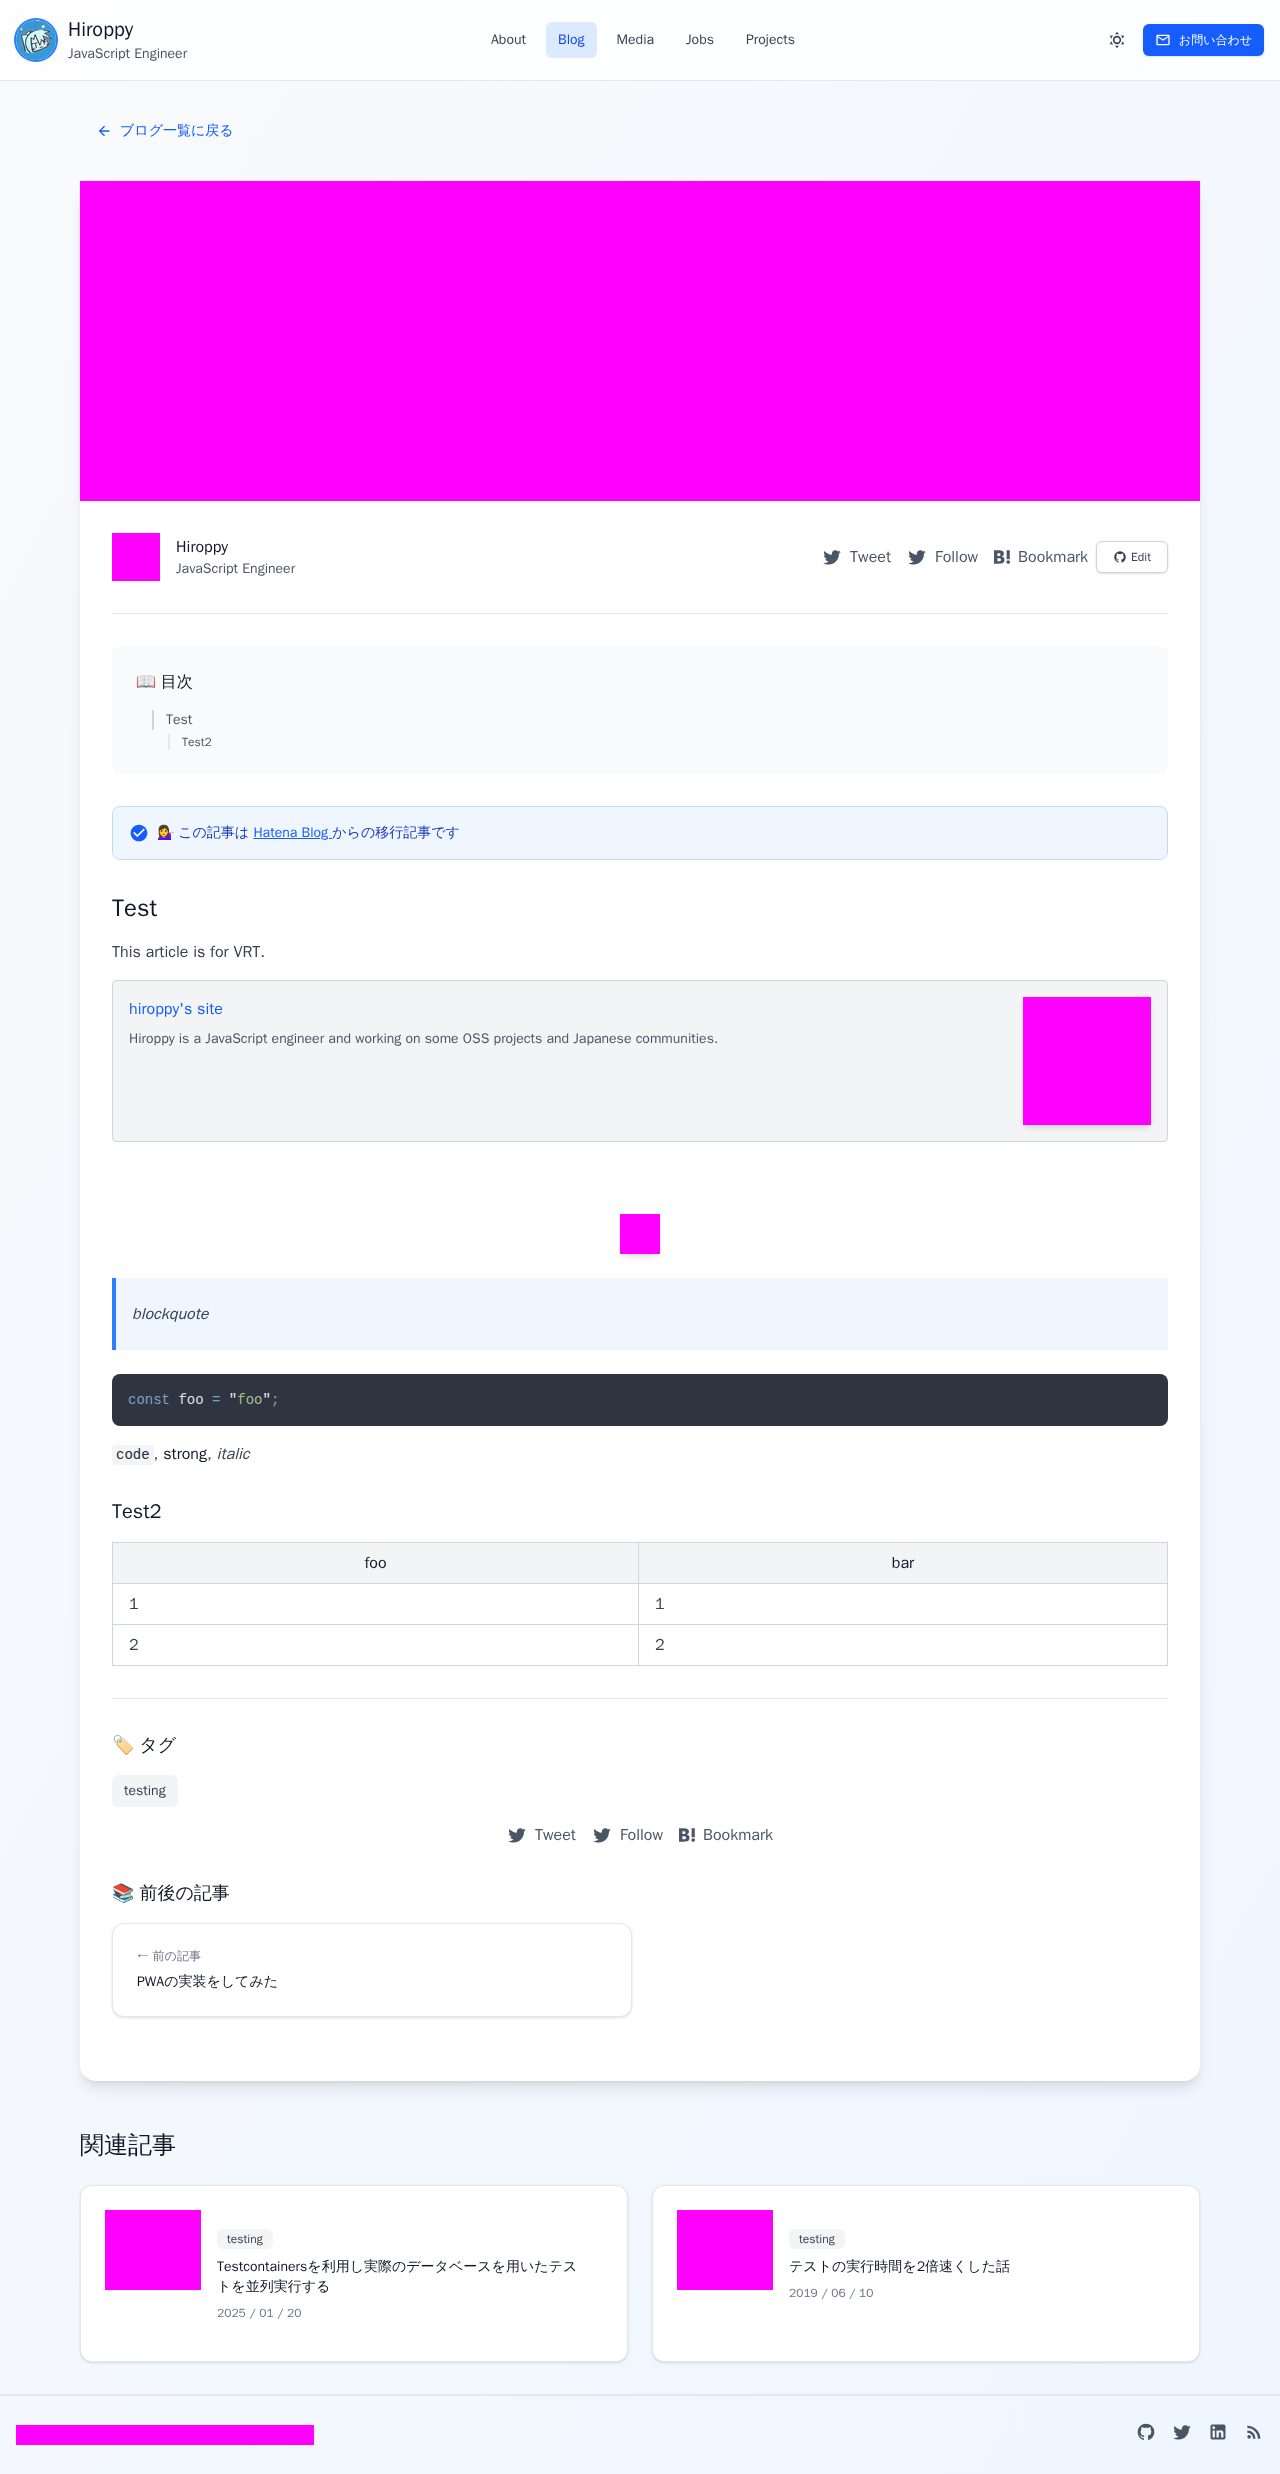 Hiroppy
JavaScript Engineer
About
Blog
Media
Jobs
Projects
お問い合わせ
ブログ一覧に戻る
Hiroppy
JavaScript Engineer
Tweet
Follow
B! Bookmark
Edit
📖 目次
Test
Test2
💁‍♀️ この記事は Hatena Blog からの移行記事です
Test
This article is for VRT.
hiroppy's site
Hiroppy is a JavaScript engineer and working on some OSS projects and Japanese communities.
blockquote
const foo = "foo";
code, strong, italic
Test2
foo bar
1 1
2 2
🏷️ タグ
testing
Tweet
Follow
B! Bookmark
📚 前後の記事
← 前の記事
PWAの実装をしてみた
関連記事
testing
Testcontainersを利用し実際のデータベースを用いたテス
トを並列実行する
2025 / 01 / 20
testing
テストの実行時間を2倍速くした話
2019 / 06 / 10